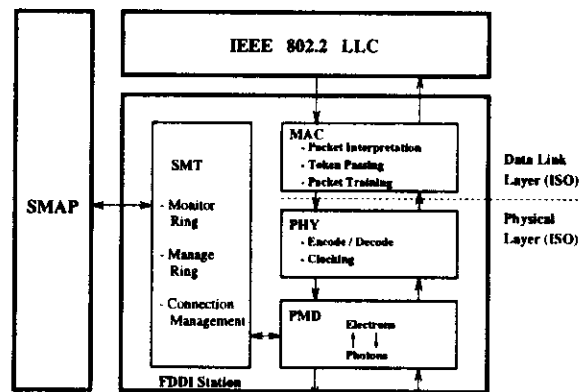 IEEE 802.2 LLC
SMAP
SMT
- Monitor
Ring
- Manage
Ring
- Connection
Management
MAC
- Packet Interpretation
- Token Passing
- Packet Training
PHY
- Encode / Decode
- Clocking
PMD
Electrons
Photons
FDDI Station
Data Link
Layer (ISO)
Physical
Layer (ISO)